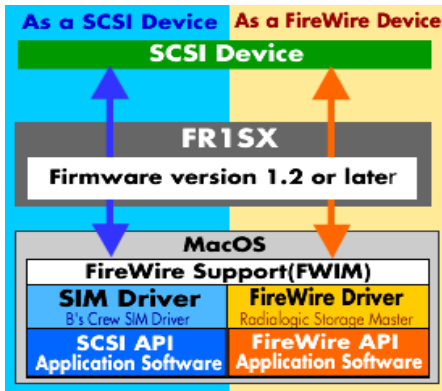 As a SCSI Device
As a FireWire Device
SCSI Device
FR1SX
Firmware version 1.2 or later
MacOS
FireWire Support(FWIM)
SIM Driver
B's Crew SIM Driver
FireWire Driver
Radialogic Storage Master
SCSI API
Application Software
FireWire API
Application Software